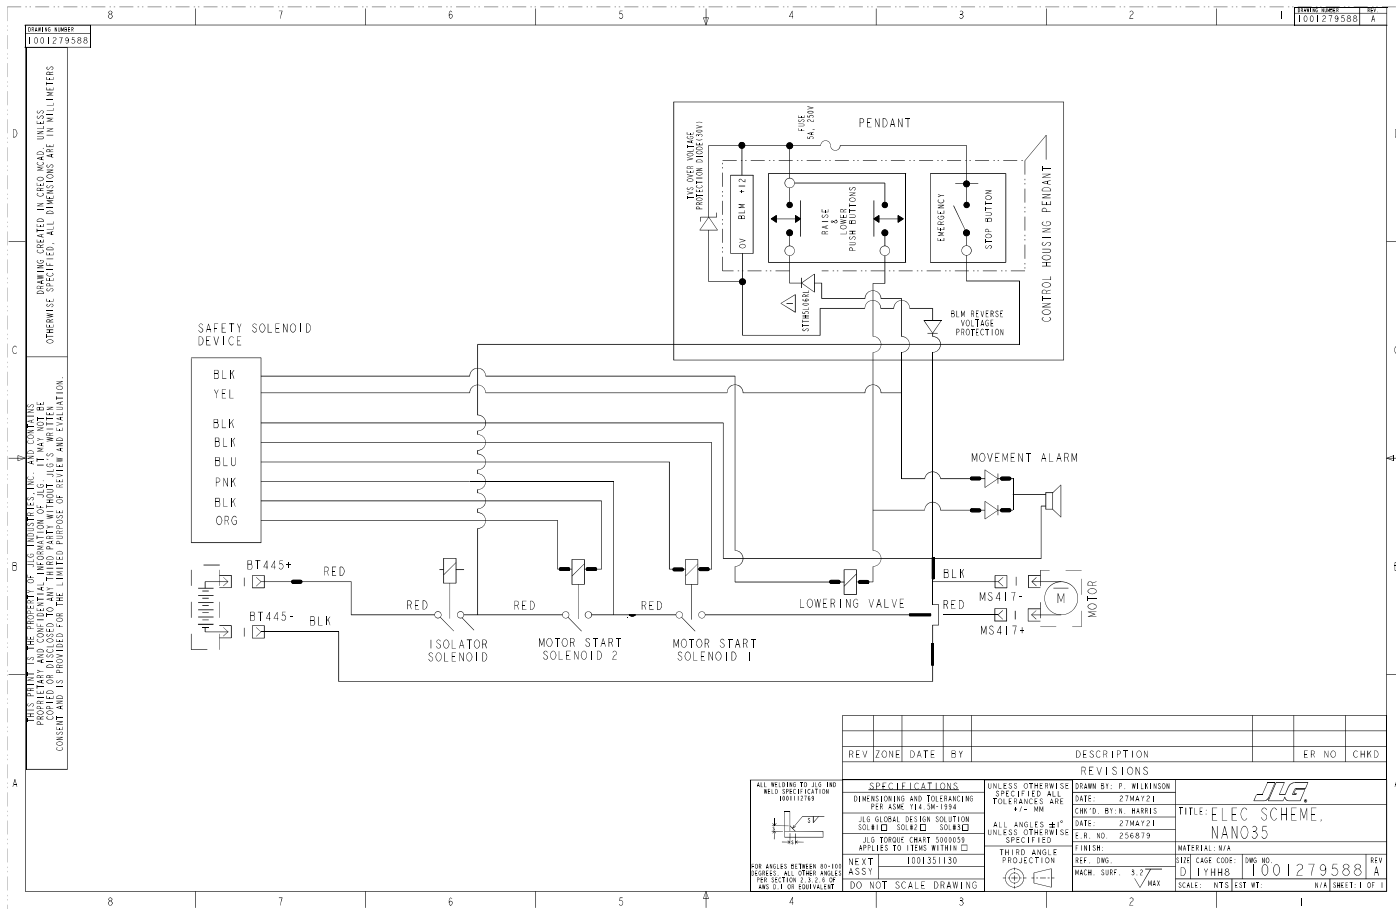 8 7 6 5 4 3 2 1
DRAWING NUMBER
1001279588
DRAWING NUMBER REV.
1001279588 A
D
C
B
A
DRAWING CREATED IN CREO MCAD, UNLESS
OTHERWISE SPECIFIED, ALL DIMENSIONS ARE IN MILLIMETERS
THIS PRINT IS THE PROPERTY OF JLG INDUSTRIES, INC. AND CONTAINS
PROPRIETARY AND CONFIDENTIAL INFORMATION OF JLG. IT MAY NOT BE
COPIED OR DISCLOSED TO ANY THIRD PARTY WITHOUT JLG'S WRITTEN
CONSENT AND IS PROVIDED FOR THE LIMITED PURPOSE OF REVIEW AND EVALUATION.
PENDANT
FUSE
5A, 250V
TVS OVER VOLTAGE
PROTECTION DIODE(30V)
BLM +12
0V
RAISE
&
LOWER
PUSH BUTTONS
EMERGENCY
STOP BUTTON
CONTROL HOUSING PENDANT
1
STTH5L06RL
BLM REVERSE
VOLTAGE
PROTECTION
SAFETY SOLENOID
DEVICE
BLK
YEL
BLK
BLK
BLU
PNK
BLK
ORG
MOVEMENT ALARM
BT445+
1
RED
BT445-
1
BLK
RED
ISOLATOR
SOLENOID
RED
MOTOR START
SOLENOID 2
RED
MOTOR START
SOLENOID 1
LOWERING VALVE
BLK
1
MS417-
RED
1
MS417+
M
MOTOR
REV ZONE DATE BY DESCRIPTION ER NO CHKD
REVISIONS
ALL WELDING TO JLG IND
WELD SPECIFICATION
1001112769
FOR ANGLES BETWEEN 80-100
DEGREES. ALL OTHER ANGLES
PER SECTION 2.3.2.6 OF
AWS D.1 OR EQUIVALENT
SPECIFICATIONS
DIMENSIONING AND TOLERANCING
PER ASME Y14.5M-1994
JLG GLOBAL DESIGN SOLUTION
SOL#1 SOL#2 SOL#3
JLG TORQUE CHART 5000059
APPLIES TO ITEMS WITHIN
NEXT
ASSY
1001351130
DO NOT SCALE DRAWING
UNLESS OTHERWISE
SPECIFIED ALL
TOLERANCES ARE
+/- MM
ALL ANGLES ±1°
UNLESS OTHERWISE
SPECIFIED
THIRD ANGLE
PROJECTION
DRAWN BY: P. WILKINSON
DATE: 27MAY21
CHK'D. BY: N. HARRIS
DATE: 27MAY21
E.R. NO. 256879
FINISH:
REF. DWG.
MACH. SURF. 3.2 MAX
JLG
TITLE: ELEC SCHEME,
NANO35
MATERIAL: N/A
SIZE CAGE CODE: DWG NO. REV
D 1YHH8 1001279588 A
SCALE: NTS EST WT: N/A SHEET: 1 OF 1
8 7 6 5 4 3 2 1